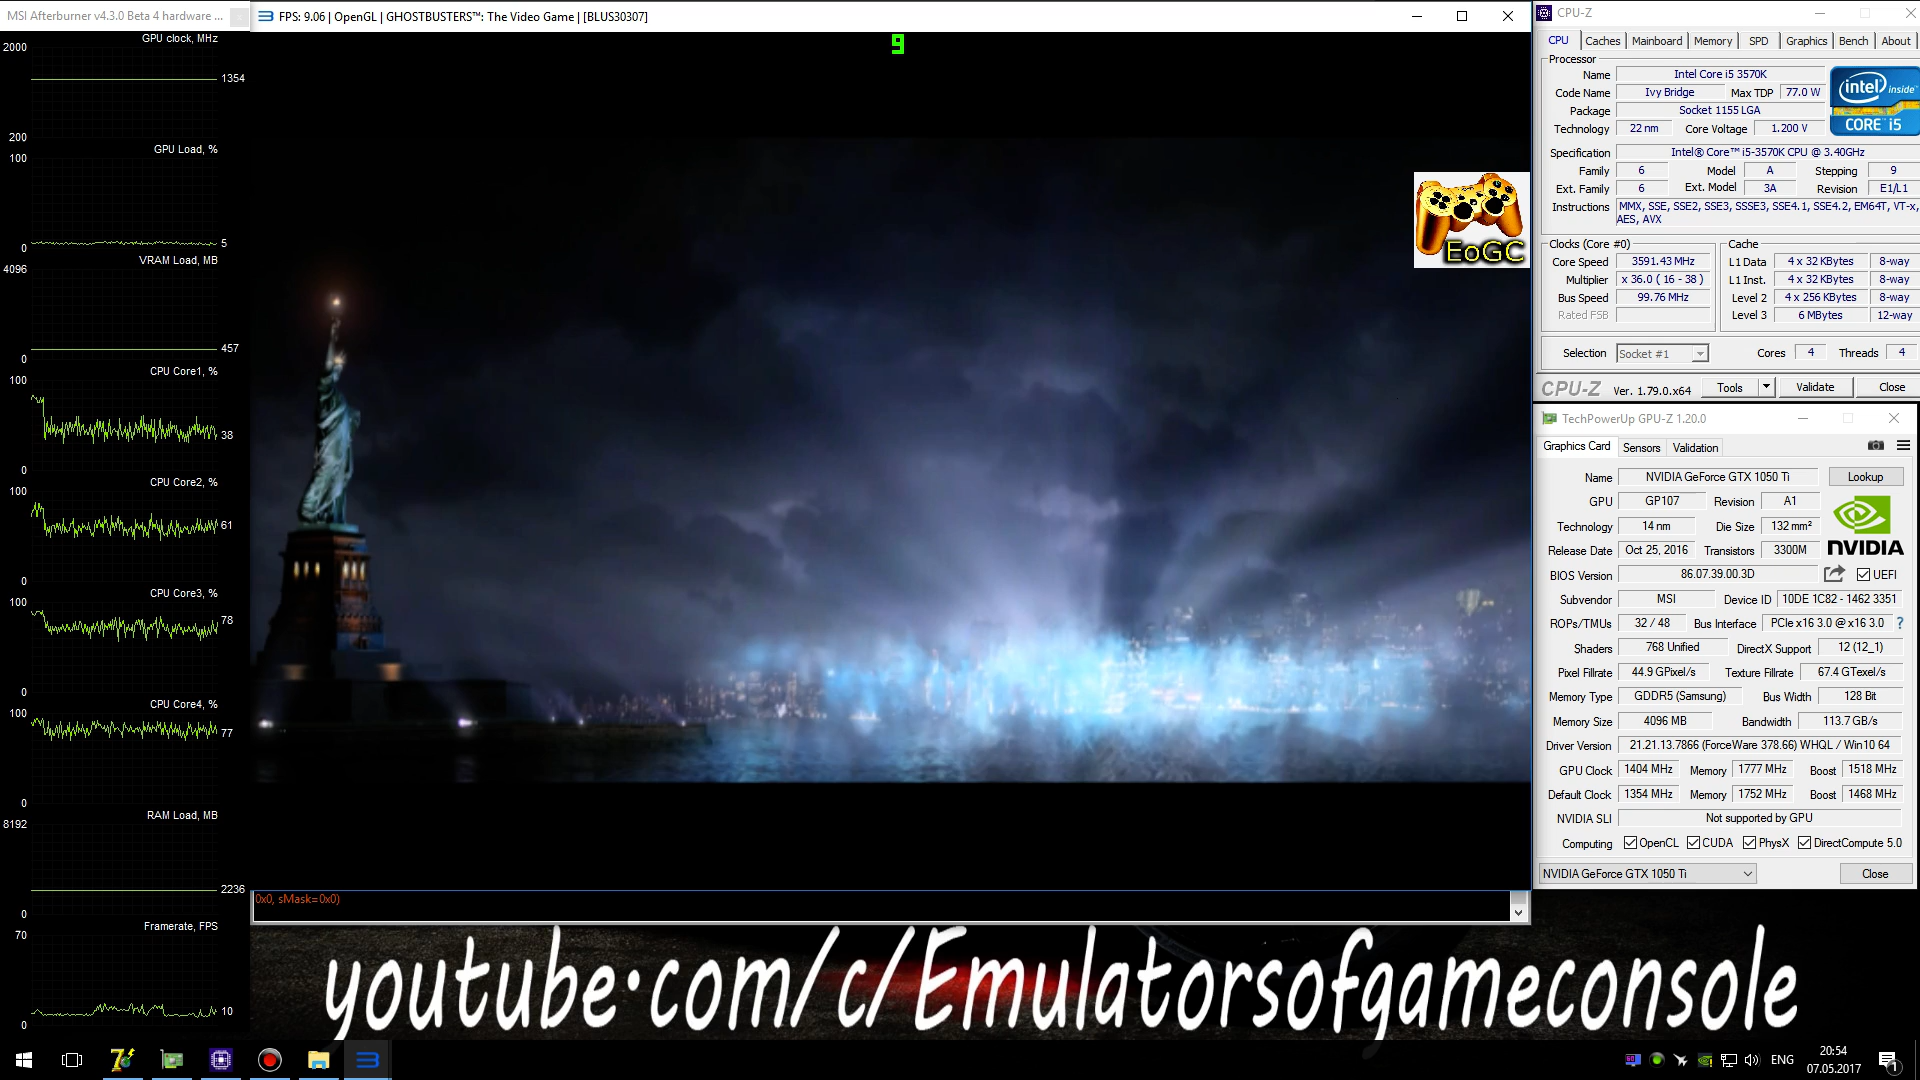 MSI Afterburner v4.3.0 Beta 4 hardware ...
GPU clock, MHz
2000
1354
200
GPU Load, %
100
5
0
VRAM Load, MB
4096
457
0
CPU Core1, %
100
38
0
CPU Core2, %
100
61
0
CPU Core3, %
100
78
0
CPU Core4, %
100
77
0
RAM Load, MB
8192
2236
0
Framerate, FPS
70
10
0
FPS: 9.06 | OpenGL | GHOSTBUSTERS™: The Video Game | [BLUS30307]
9
EoGC
0x0, sMask=0x0)
youtube.com/c/Emulatorsofgameconsole
CPU-Z
CPU Caches Mainboard Memory SPD Graphics Bench About
Processor
Name Intel Core i5 3570K
Code Name Ivy Bridge Max TDP 77.0 W
Package Socket 1155 LGA
Technology 22 nm Core Voltage 1.200 V
intel inside™
CORE™ i5
Specification Intel® Core™ i5-3570K CPU @ 3.40GHz
Family 6 Model A Stepping 9
Ext. Family 6 Ext. Model 3A Revision E1/L1
Instructions MMX, SSE, SSE2, SSE3, SSSE3, SSE4.1, SSE4.2, EM64T, VT-x,
AES, AVX
Clocks (Core #0)
Core Speed 3591.43 MHz
Multiplier x 36.0 ( 16 - 38 )
Bus Speed 99.76 MHz
Rated FSB
Cache
L1 Data 4 x 32 KBytes 8-way
L1 Inst. 4 x 32 KBytes 8-way
Level 2 4 x 256 KBytes 8-way
Level 3 6 MBytes 12-way
Selection Socket #1 Cores 4 Threads 4
CPU-Z Ver. 1.79.0.x64 Tools Validate Close
TechPowerUp GPU-Z 1.20.0
Graphics Card Sensors Validation
Name NVIDIA GeForce GTX 1050 Ti Lookup
GPU GP107 Revision A1
Technology 14 nm Die Size 132 mm²
NVIDIA
Release Date Oct 25, 2016 Transistors 3300M
BIOS Version 86.07.39.00.3D UEFI
Subvendor MSI Device ID 10DE 1C82 - 1462 3351
ROPs/TMUs 32 / 48 Bus Interface PCIe x16 3.0 @ x16 3.0 ?
Shaders 768 Unified DirectX Support 12 (12_1)
Pixel Fillrate 44.9 GPixel/s Texture Fillrate 67.4 GTexel/s
Memory Type GDDR5 (Samsung) Bus Width 128 Bit
Memory Size 4096 MB Bandwidth 113.7 GB/s
Driver Version 21.21.13.7866 (ForceWare 378.66) WHQL / Win10 64
GPU Clock 1404 MHz Memory 1777 MHz Boost 1518 MHz
Default Clock 1354 MHz Memory 1752 MHz Boost 1468 MHz
NVIDIA SLI Not supported by GPU
Computing OpenCL CUDA PhysX DirectCompute 5.0
NVIDIA GeForce GTX 1050 Ti Close
ENG
20:54
07.05.2017
1